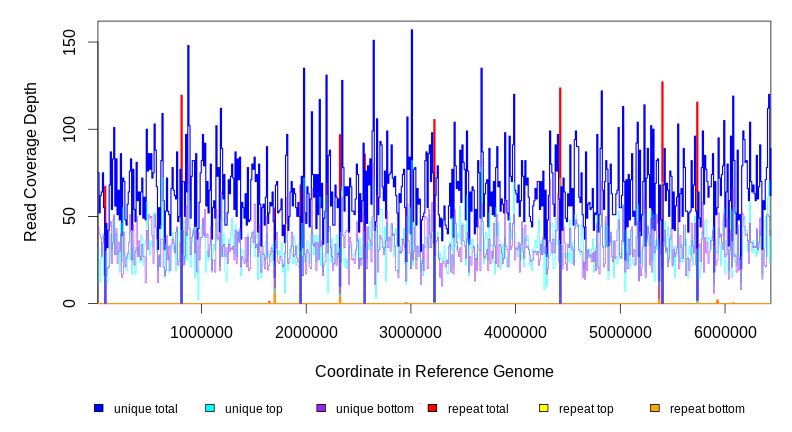 150
100
50
0
Read Coverage Depth
1000000 2000000 3000000 4000000 5000000 6000000
Coordinate in Reference Genome
unique total unique top unique bottom repeat total repeat top repeat bottom